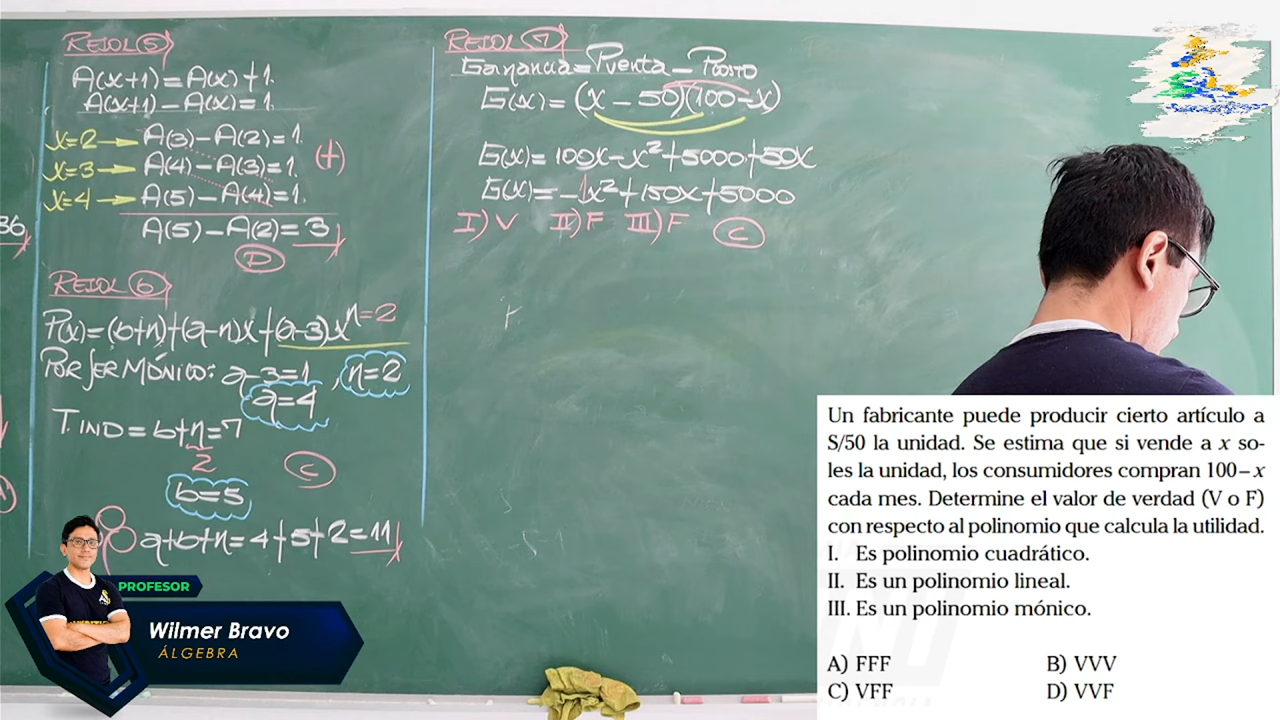 RESOL (5)
A(x+1)=A(x)+1.
A(x+1)-A(x)=1.
x=2 → A(3)-A(2)=1.
x=3 → A(4)-A(3)=1. (+)
x=4 → A(5)-A(4)=1.
A(5)-A(2)=3
D
36
RESOL (6)
P(x)=(b+n)+(a-n)x+(a-3)x^n=2
POR SER MÓNICO: a-3=1, n=2
a=4
T. IND = b+n=7
2
C
b=5
a+b+n=4+5+2=11
RESOL (7)
Ganancia = Pventa - Pcosto
G(x)=(x-50)(100-x)
G(x)=100x-x²+5000+50x
G(x)=-1x²+150x+5000
I) V II) F III) F C
Un fabricante puede producir cierto artículo a
S/50 la unidad. Se estima que si vende a x so-
les la unidad, los consumidores compran 100–x
cada mes. Determine el valor de verdad (V o F)
con respecto al polinomio que calcula la utilidad.
I. Es polinomio cuadrático.
II. Es un polinomio lineal.
III. Es un polinomio mónico.
A) FFF B) VVV
C) VFF D) VVF
PROFESOR
Wilmer Bravo
ÁLGEBRA